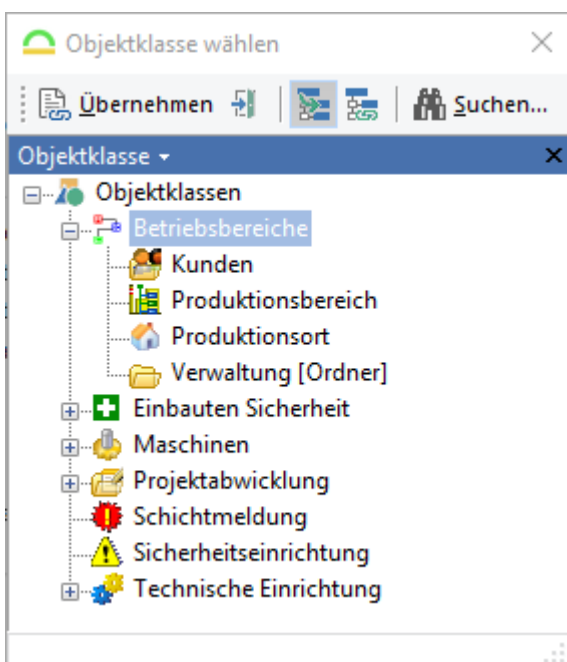 Objektklasse wählen
Übernehmen Suchen...
Objektklasse
Objektklassen
Betriebsbereiche
Kunden
Produktionsbereich
Produktionsort
Verwaltung [Ordner]
Einbauten Sicherheit
Maschinen
Projektabwicklung
Schichtmeldung
Sicherheitseinrichtung
Technische Einrichtung